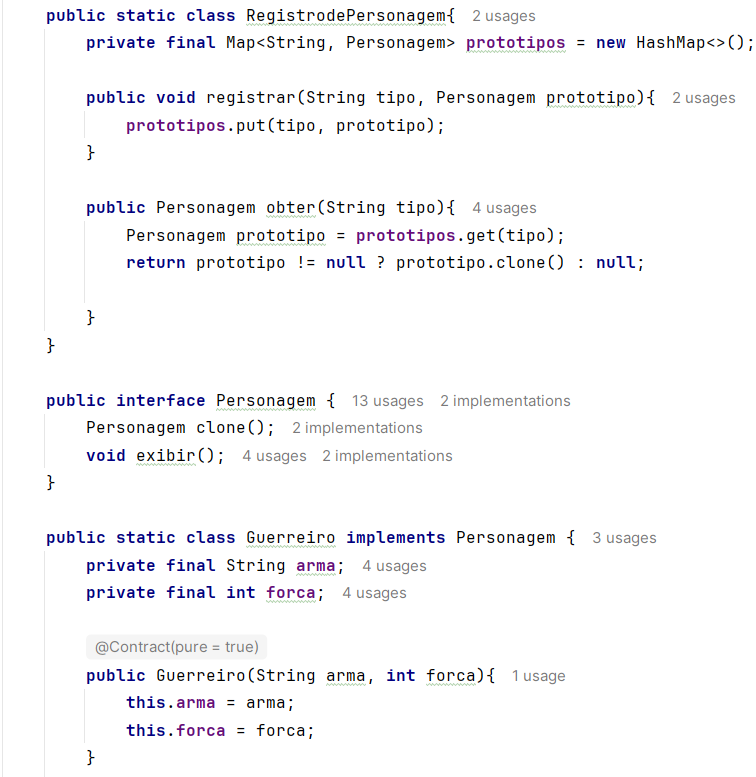 public static class RegistrodePersonagem{ 2 usages
private final Map<String, Personagem> prototipos = new HashMap<>();
public void registrar(String tipo, Personagem prototipo){ 2 usages
prototipos.put(tipo, prototipo);
}
public Personagem obter(String tipo){ 4 usages
Personagem prototipo = prototipos.get(tipo);
return prototipo != null ? prototipo.clone() : null;
}
}
public interface Personagem { 13 usages 2 implementations
Personagem clone(); 2 implementations
void exibir(); 4 usages 2 implementations
}
public static class Guerreiro implements Personagem { 3 usages
private final String arma; 4 usages
private final int forca; 4 usages
@Contract(pure = true)
public Guerreiro(String arma, int forca){ 1 usage
this.arma = arma;
this.forca = forca;
}